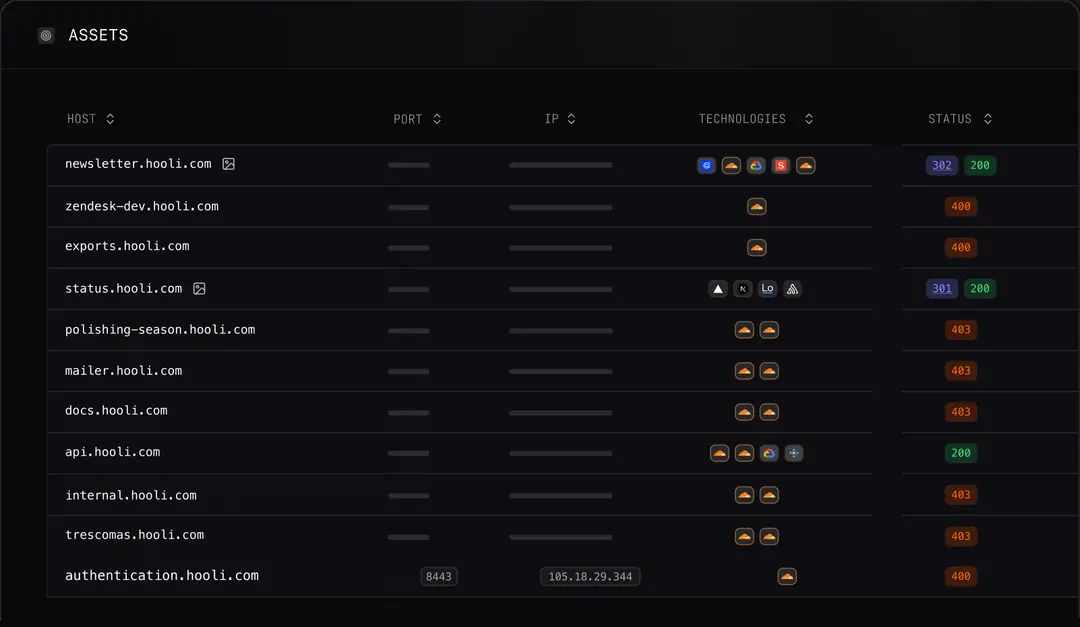 ASSETS
HOST PORT IP TECHNOLOGIES STATUS
newsletter.hooli.com S 302 200
zendesk-dev.hooli.com 400
exports.hooli.com 400
status.hooli.com N Lo 301 200
polishing-season.hooli.com 403
mailer.hooli.com 403
docs.hooli.com 403
api.hooli.com 200
internal.hooli.com 403
trescomas.hooli.com 403
authentication.hooli.com 8443 105.18.29.344 400